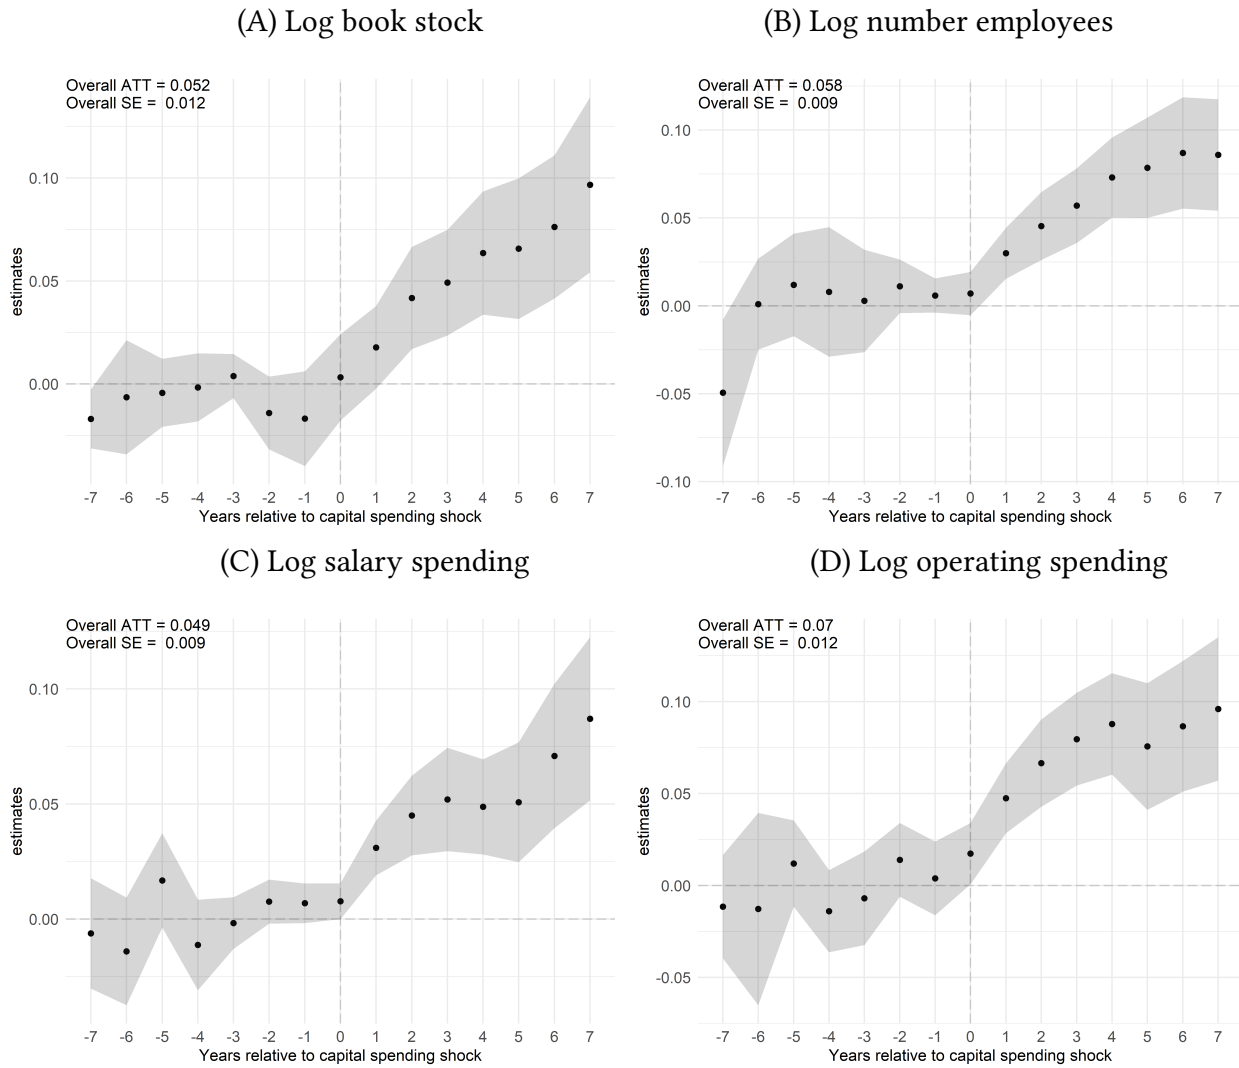 (A) Log book stock
Overall ATT = 0.052
Overall SE = 0.012
estimates
0.10
0.05
0.00
-7 -6 -5 -4 -3 -2 -1 0 1 2 3 4 5 6 7
Years relative to capital spending shock
(B) Log number employees
Overall ATT = 0.058
Overall SE = 0.009
estimates
0.10
0.05
0.00
-0.05
-0.10
-7 -6 -5 -4 -3 -2 -1 0 1 2 3 4 5 6 7
Years relative to capital spending shock
(C) Log salary spending
Overall ATT = 0.049
Overall SE = 0.009
estimates
0.10
0.05
0.00
-7 -6 -5 -4 -3 -2 -1 0 1 2 3 4 5 6 7
Years relative to capital spending shock
(D) Log operating spending
Overall ATT = 0.07
Overall SE = 0.012
estimates
0.10
0.05
0.00
-0.05
-7 -6 -5 -4 -3 -2 -1 0 1 2 3 4 5 6 7
Years relative to capital spending shock